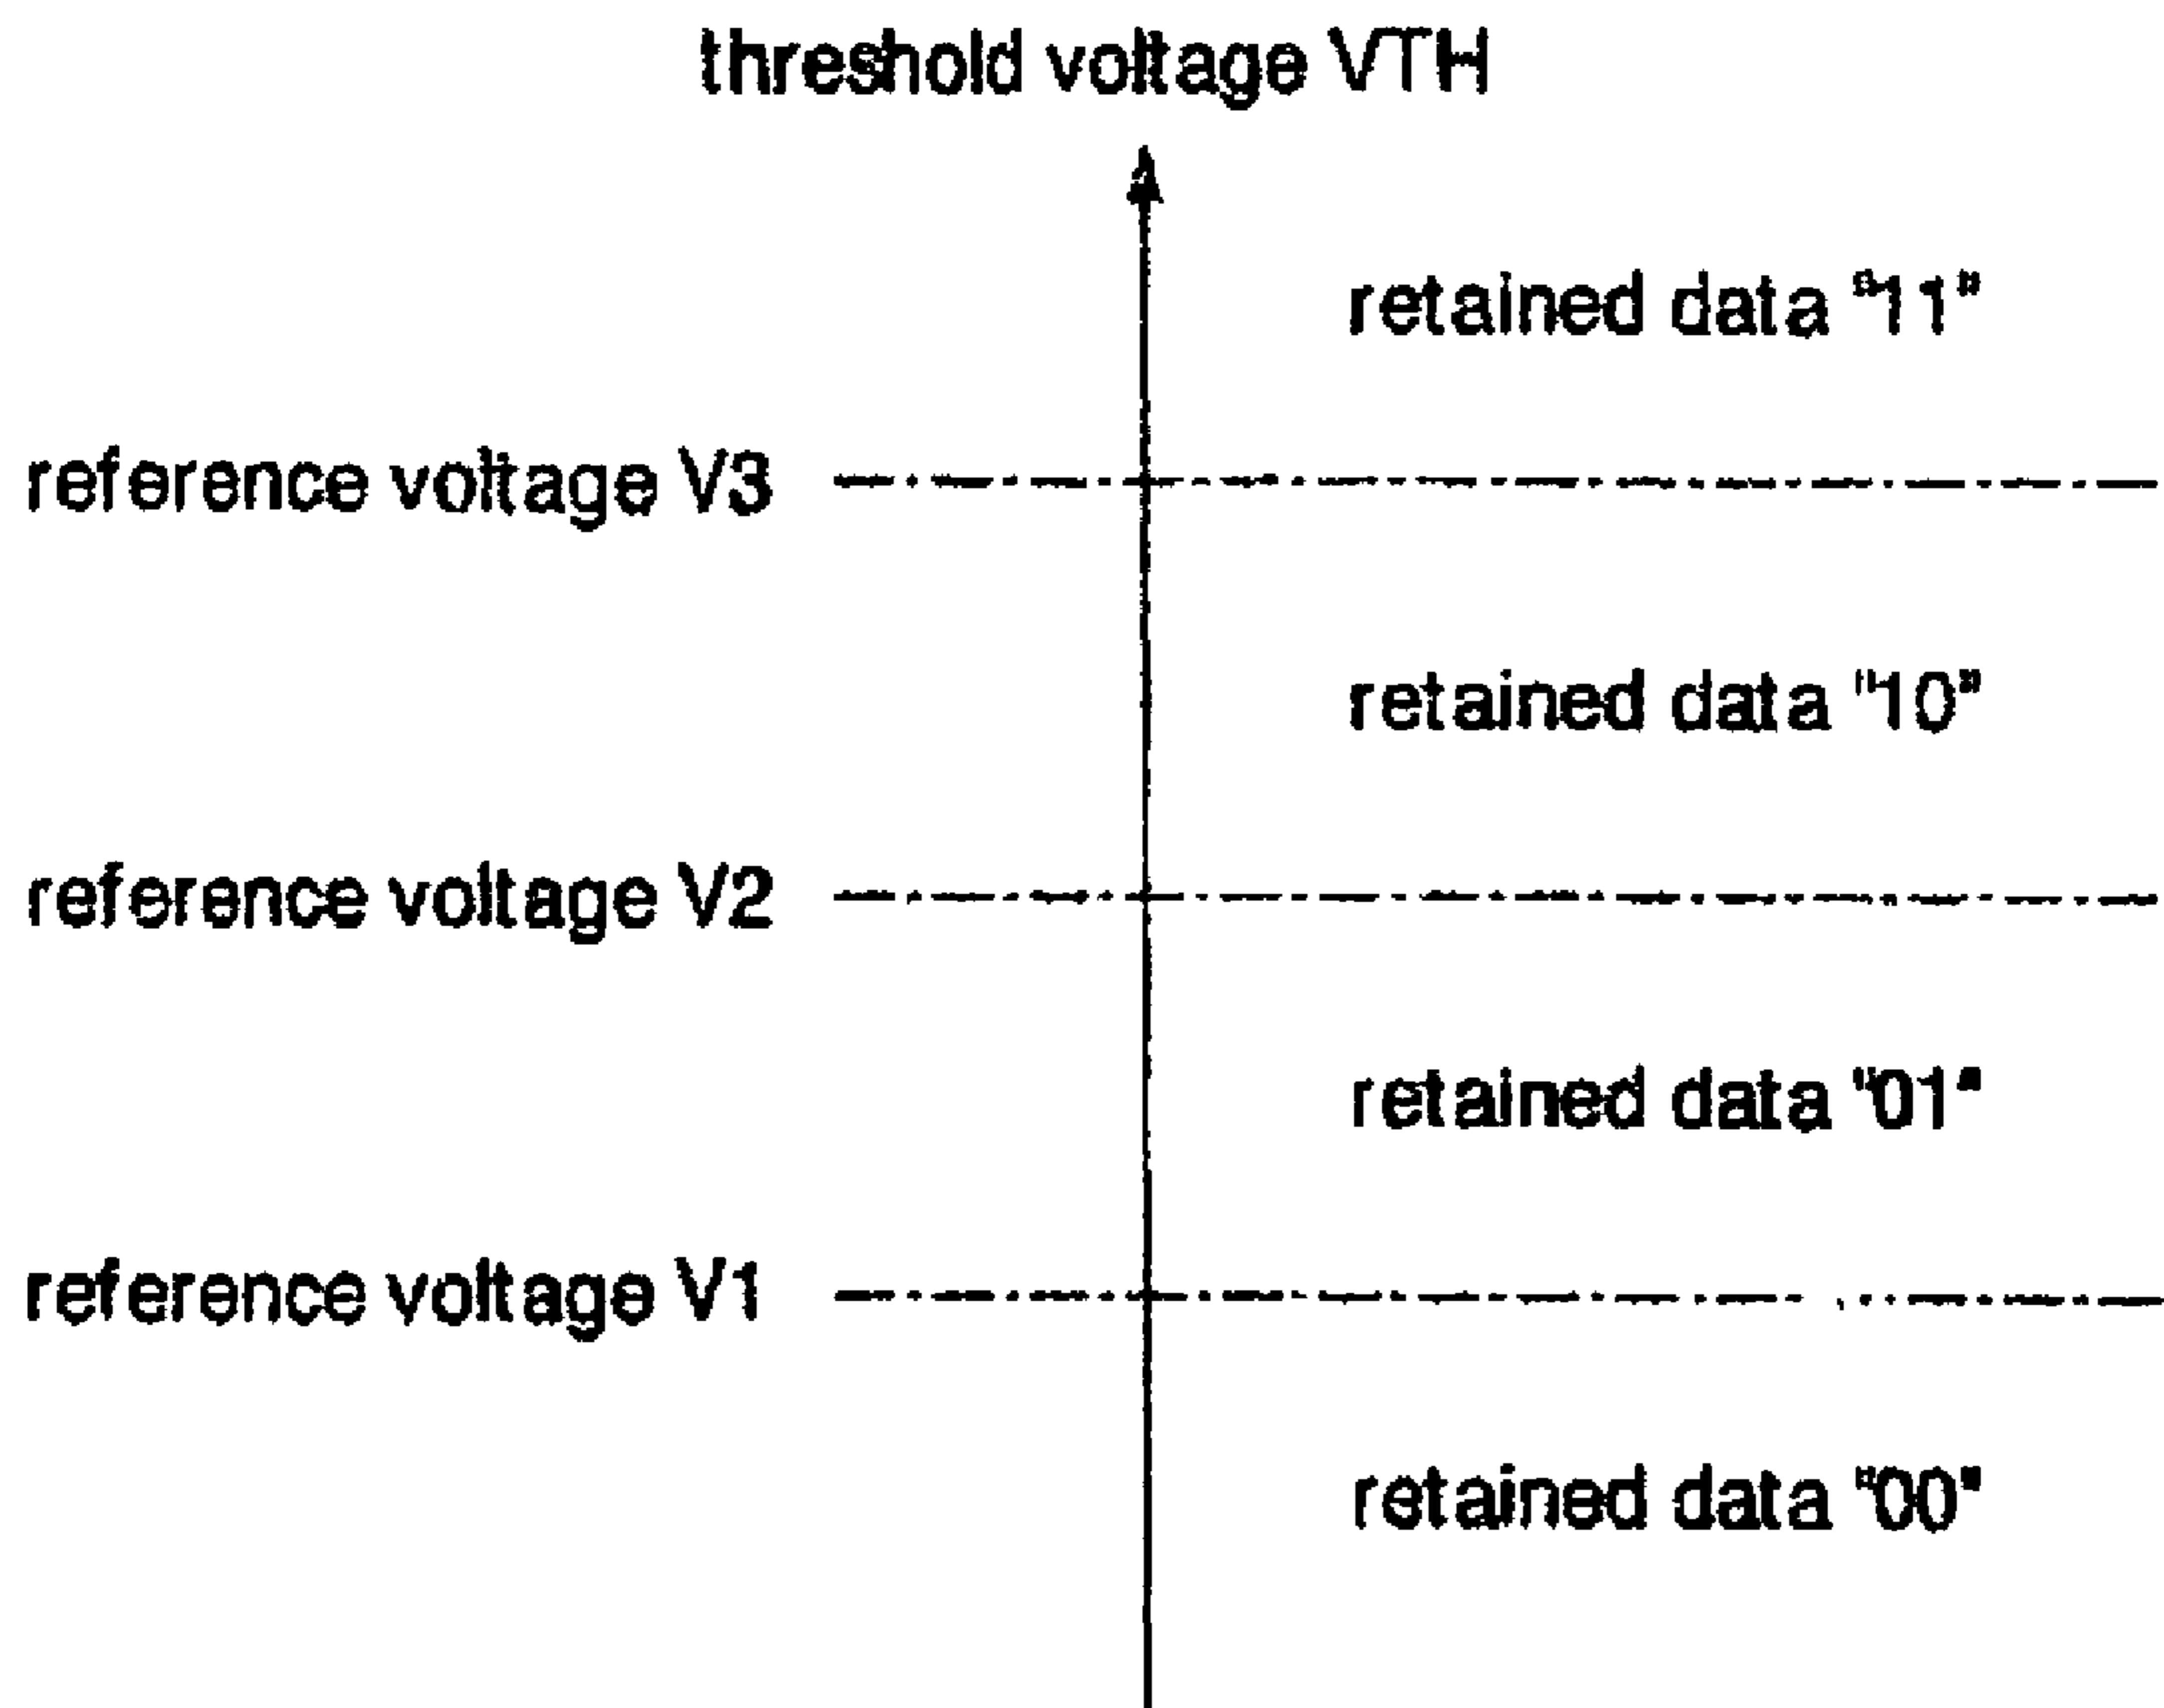 threshold voltage VTH
retained data "11"
reference voltage V3
retained data "10"
reference voltage V2
retained data "01"
reference voltage V1
retained data "00"